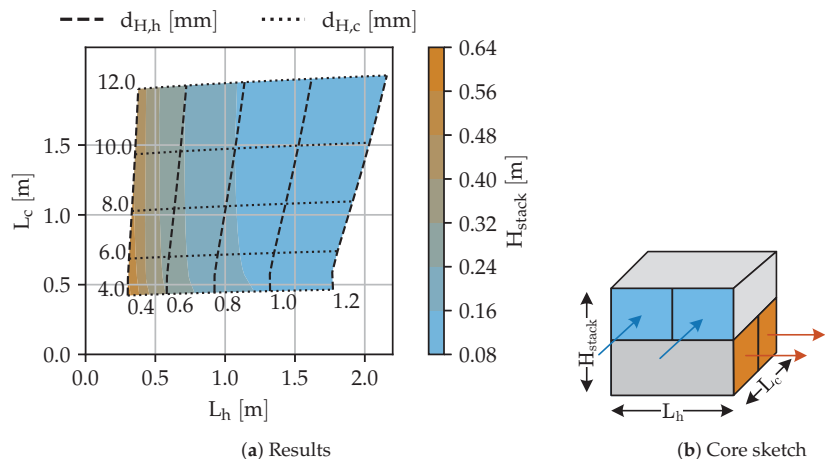 d_H,h [mm] d_H,c [mm]
12.0
10.0
8.0
6.0
4.0
0.4 0.6 0.8 1.0 1.2
1.5
1.0
0.5
0.0
L_c [m]
0.0 0.5 1.0 1.5 2.0
L_h [m]
0.64
0.56
0.48
0.40
0.32
0.24
0.16
0.08
H_stack [m]
(a) Results
H_stack
L_h
L_c
(b) Core sketch